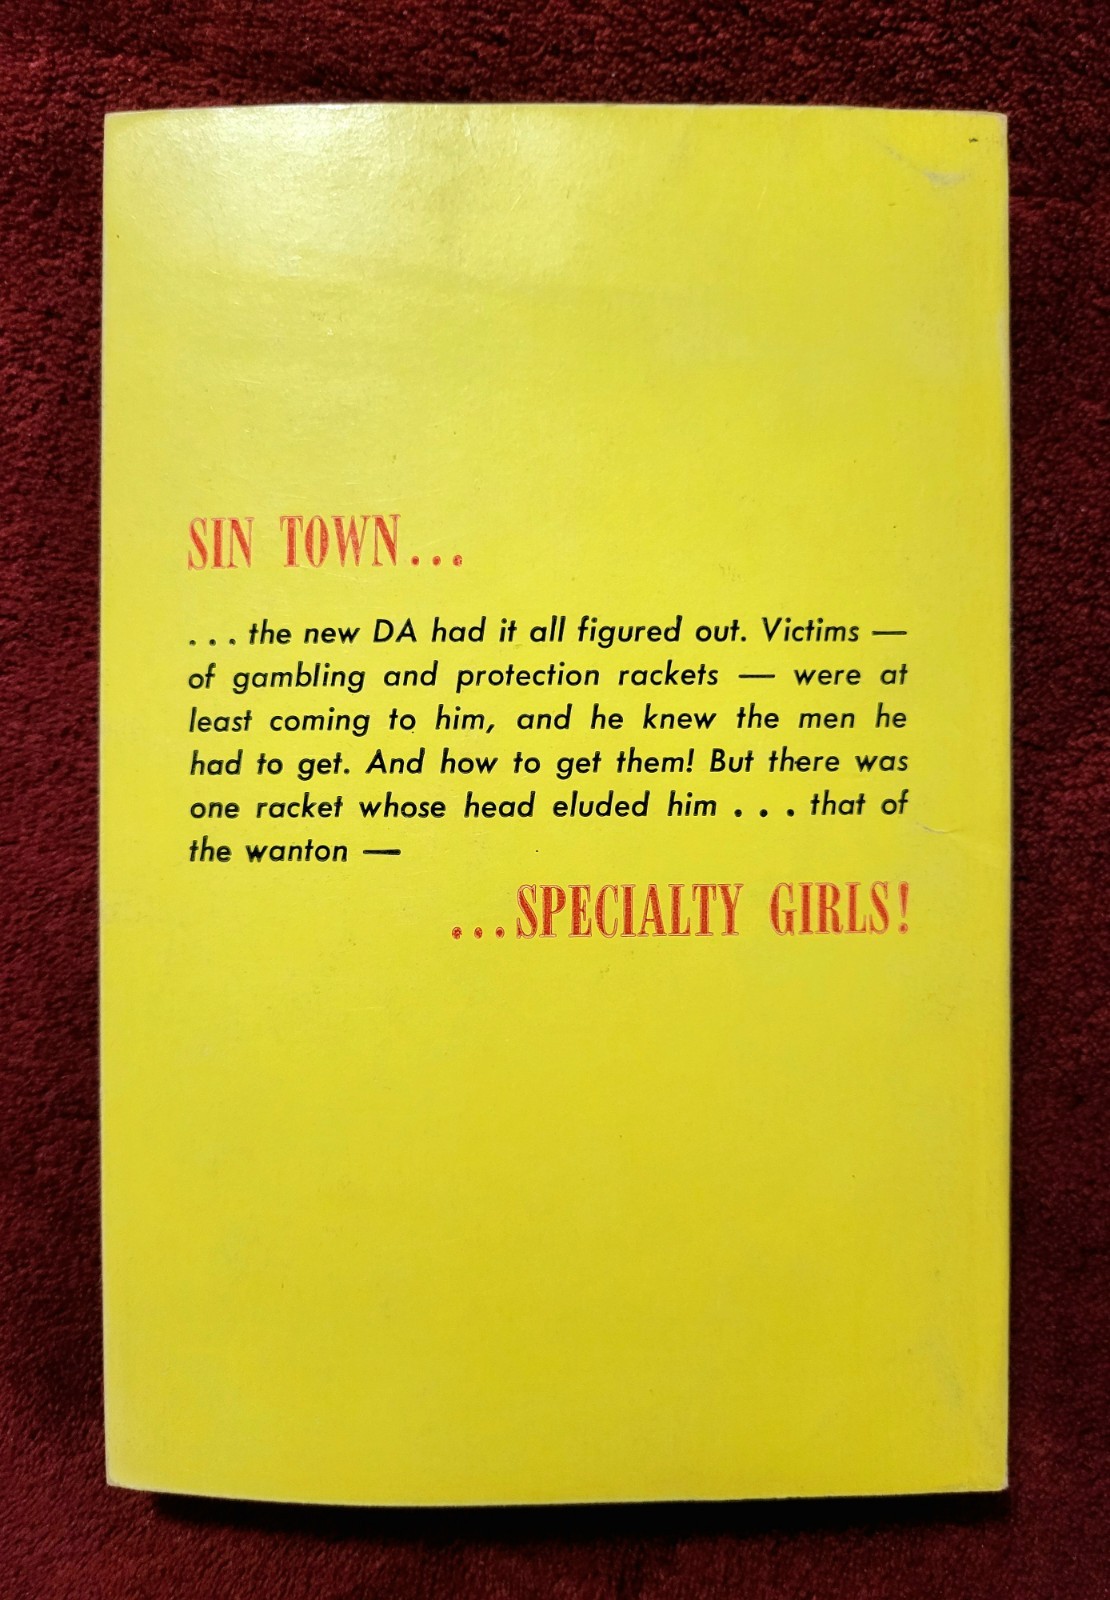 SIN TOWN...
. . . the new DA had it all figured out. Victims —
of gambling and protection rackets — were at
least coming to him, and he knew the men he
had to get. And how to get them! But there was
one racket whose head eluded him . . . that of
the wanton —
...SPECIALTY GIRLS!